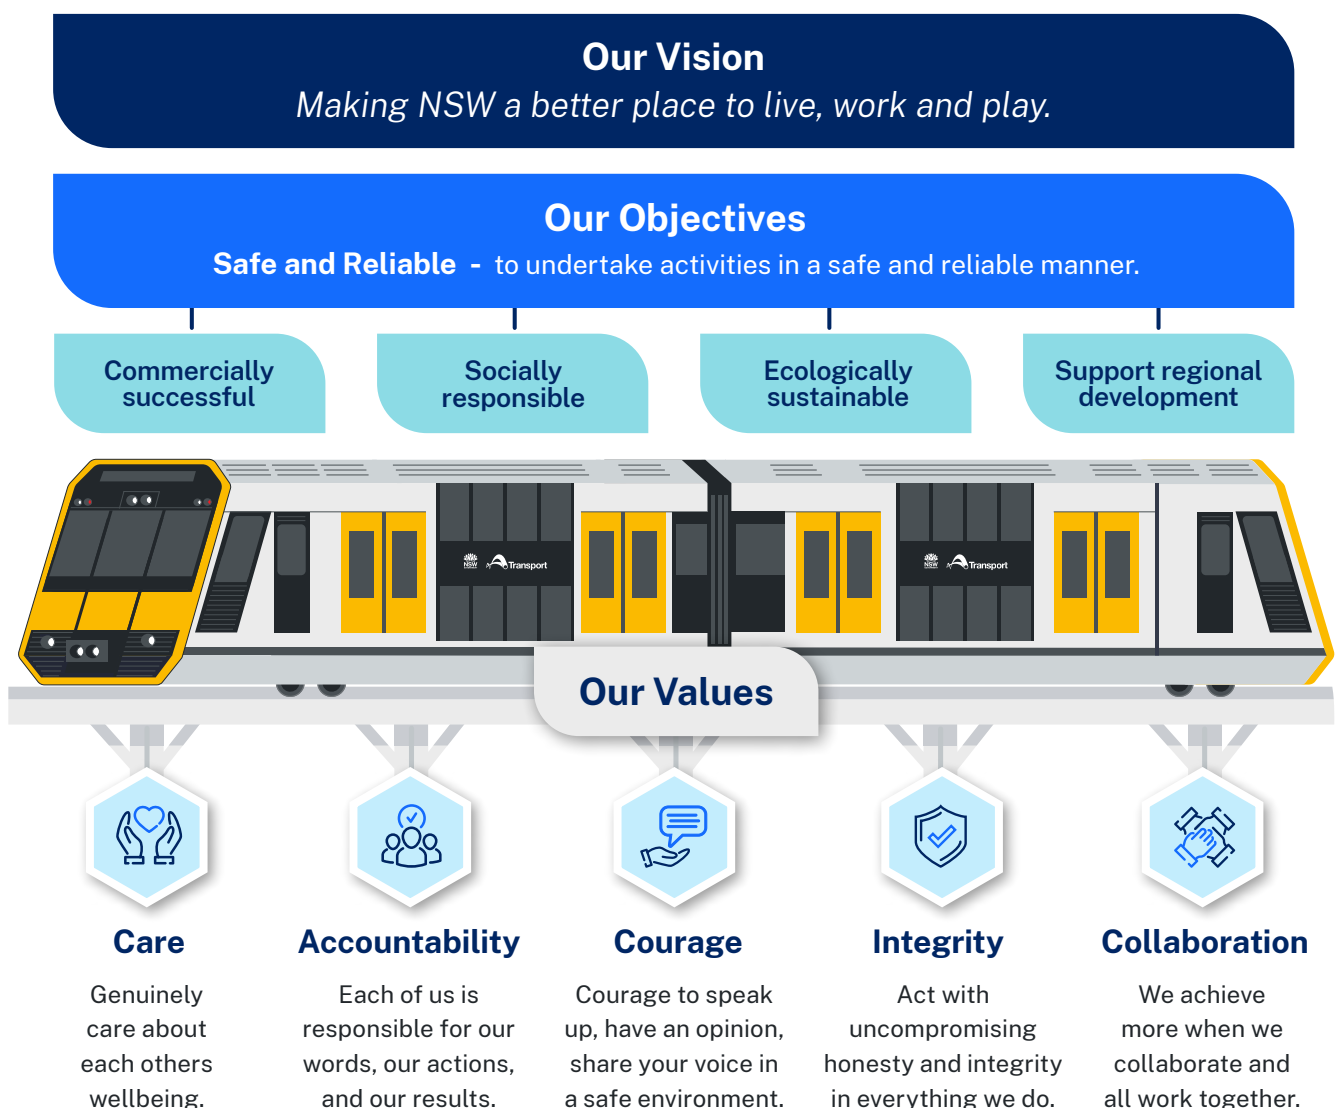 Our Vision
Making NSW a better place to live, work and play.
Our Objectives
Safe and Reliable - to undertake activities in a safe and reliable manner.
Commercially
successful
Socially
responsible
Ecologically
sustainable
Support regional
development
NSW
Transport
NSW
Transport
Our Values
Care
Genuinely
care about
each others
wellbeing.
Accountability
Each of us is
responsible for our
words, our actions,
and our results.
Courage
Courage to speak
up, have an opinion,
share your voice in
a safe environment.
Integrity
Act with
uncompromising
honesty and integrity
in everything we do.
Collaboration
We achieve
more when we
collaborate and
all work together.